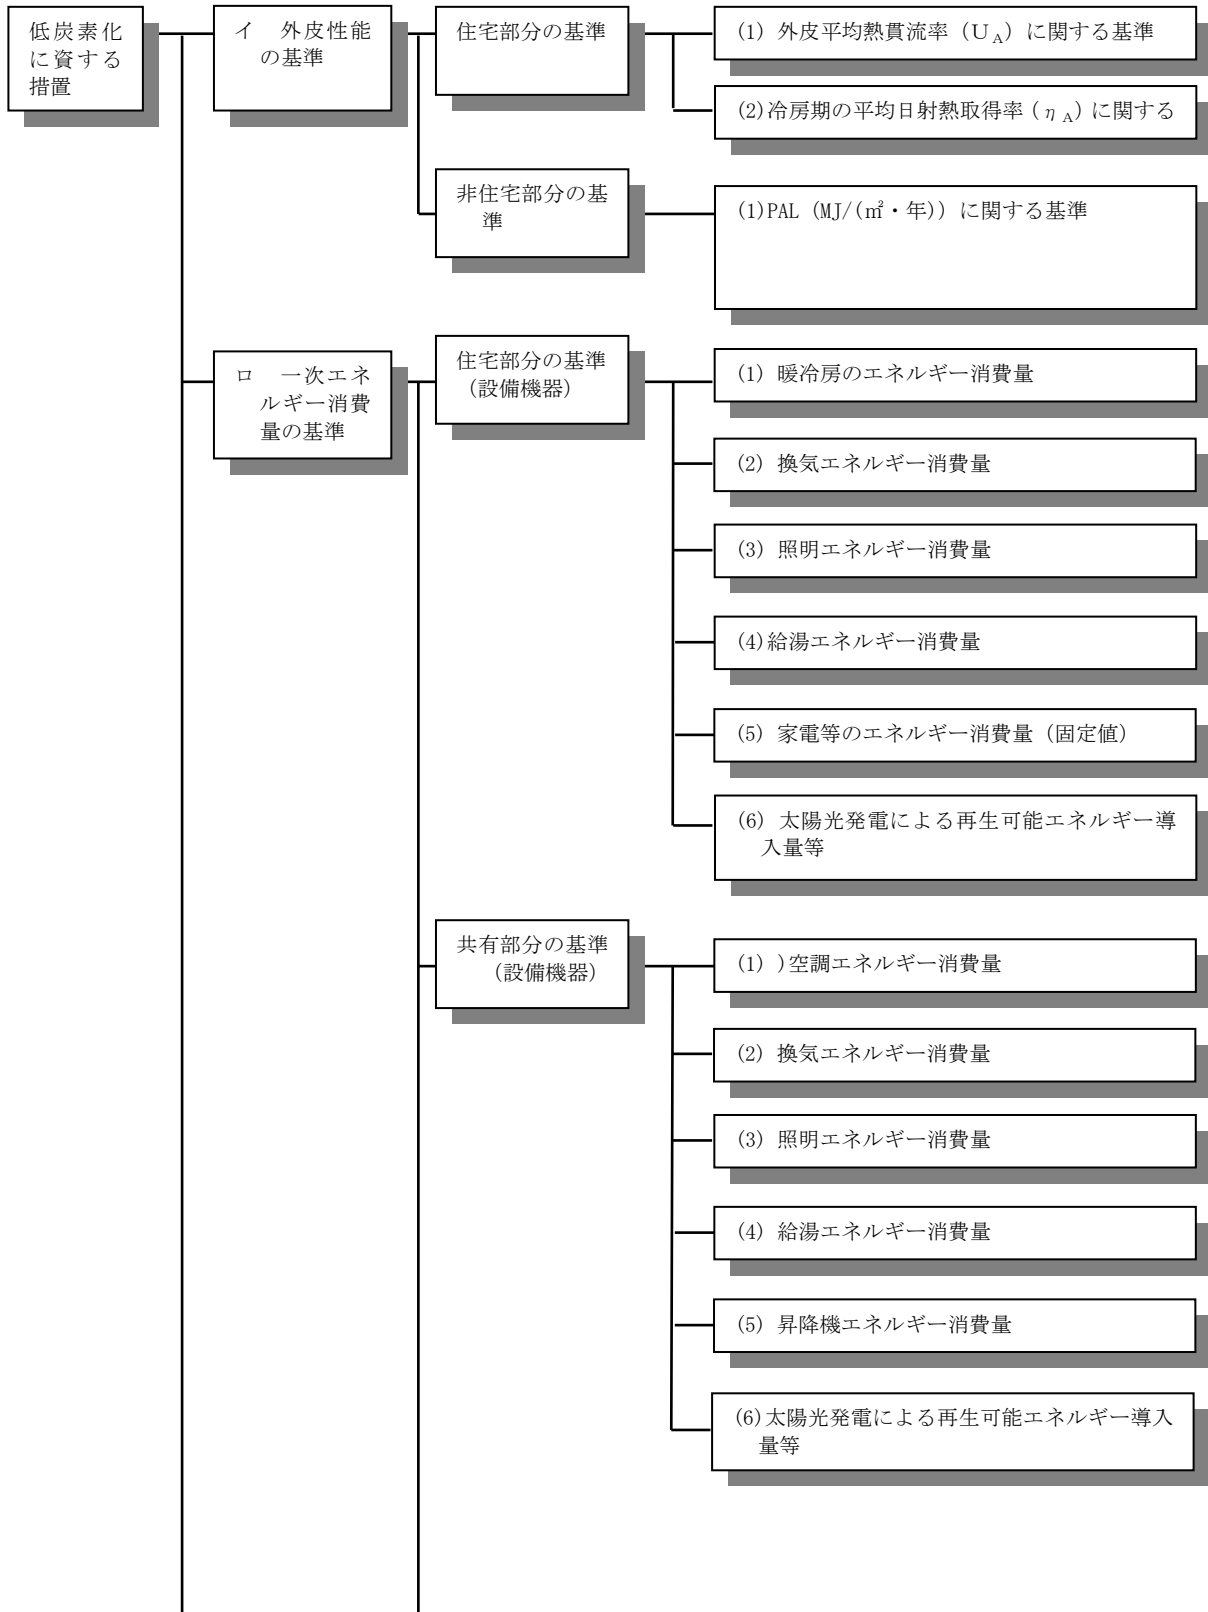 低炭素化
に資する
措置
イ 外皮性能
の基準
住宅部分の基準
(1) 外皮平均熱貫流率（UA）に関する基準
(2)冷房期の平均日射熱取得率（ηA）に関する
非住宅部分の基
準
(1)PAL（MJ/(㎡・年)）に関する基準
ロ 一次エネ
ルギー消費
量の基準
住宅部分の基準
（設備機器）
(1) 暖冷房のエネルギー消費量
(2) 換気エネルギー消費量
(3) 照明エネルギー消費量
(4)給湯エネルギー消費量
(5) 家電等のエネルギー消費量（固定値）
(6) 太陽光発電による再生可能エネルギー導
入量等
共有部分の基準
（設備機器）
(1) )空調エネルギー消費量
(2) 換気エネルギー消費量
(3) 照明エネルギー消費量
(4) 給湯エネルギー消費量
(5) 昇降機エネルギー消費量
(6)太陽光発電による再生可能エネルギー導入
量等